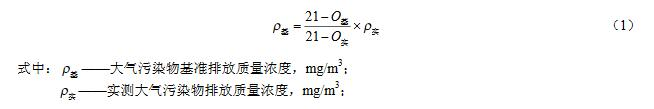 ρ基 = (21−O基)/(21−O实) × ρ实 （1）
式中：ρ基——大气污染物基准排放质量浓度，mg/m³；
ρ实——实测大气污染物排放质量浓度，mg/m³；